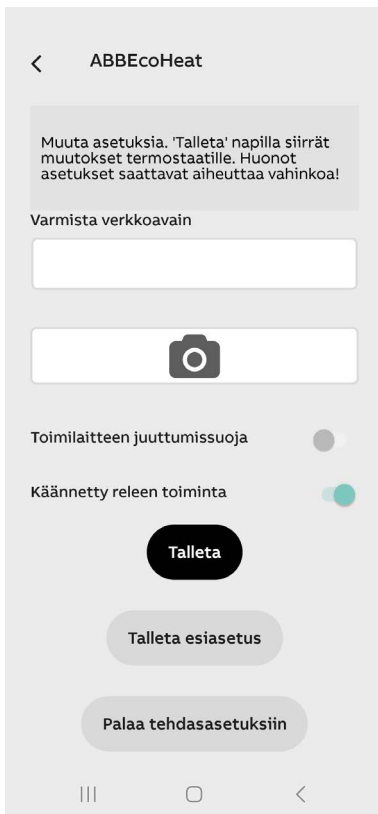 ABBEcoHeat
Muuta asetuksia. 'Talleta' napilla siirrät
muutokset termostaatille. Huonot
asetukset saattavat aiheuttaa vahinkoa!
Varmista verkkoavain
Toimilaitteen juuttumissuoja
Käännetty releen toiminta
Talleta
Talleta esiasetus
Palaa tehdasasetuksiin